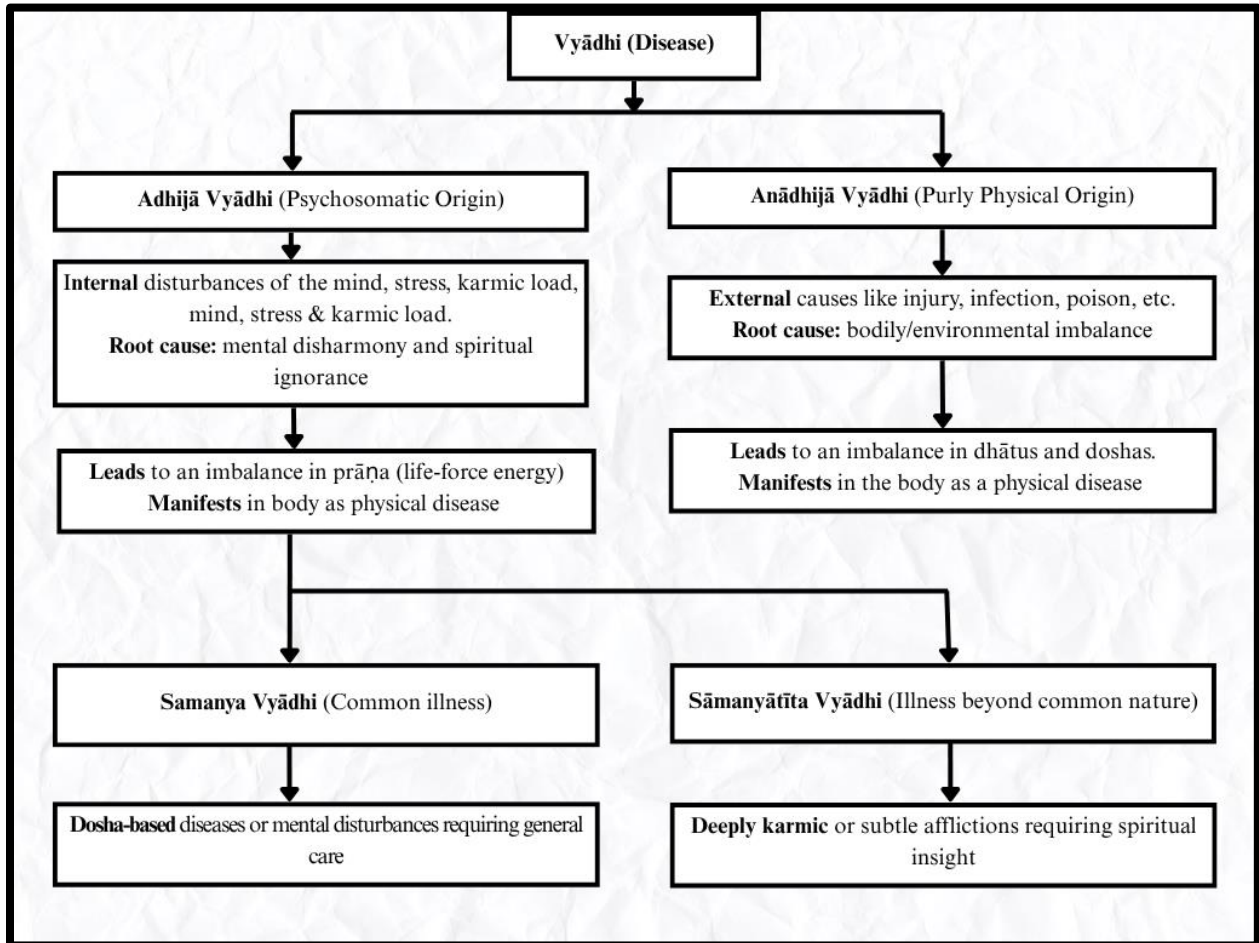 Vyādhi (Disease)
Adhijā Vyādhi (Psychosomatic Origin)
Anādhijā Vyādhi (Purly Physical Origin)
Internal disturbances of the mind, stress, karmic load,
mind, stress & karmic load.
Root cause: mental disharmony and spiritual
ignorance
External causes like injury, infection, poison, etc.
Root cause: bodily/environmental imbalance
Leads to an imbalance in prāṇa (life-force energy)
Manifests in body as physical disease
Leads to an imbalance in dhātus and doshas.
Manifests in the body as a physical disease
Samanya Vyādhi (Common illness)
Sāmanyātīta Vyādhi (Illness beyond common nature)
Dosha-based diseases or mental disturbances requiring general
care
Deeply karmic or subtle afflictions requiring spiritual
insight